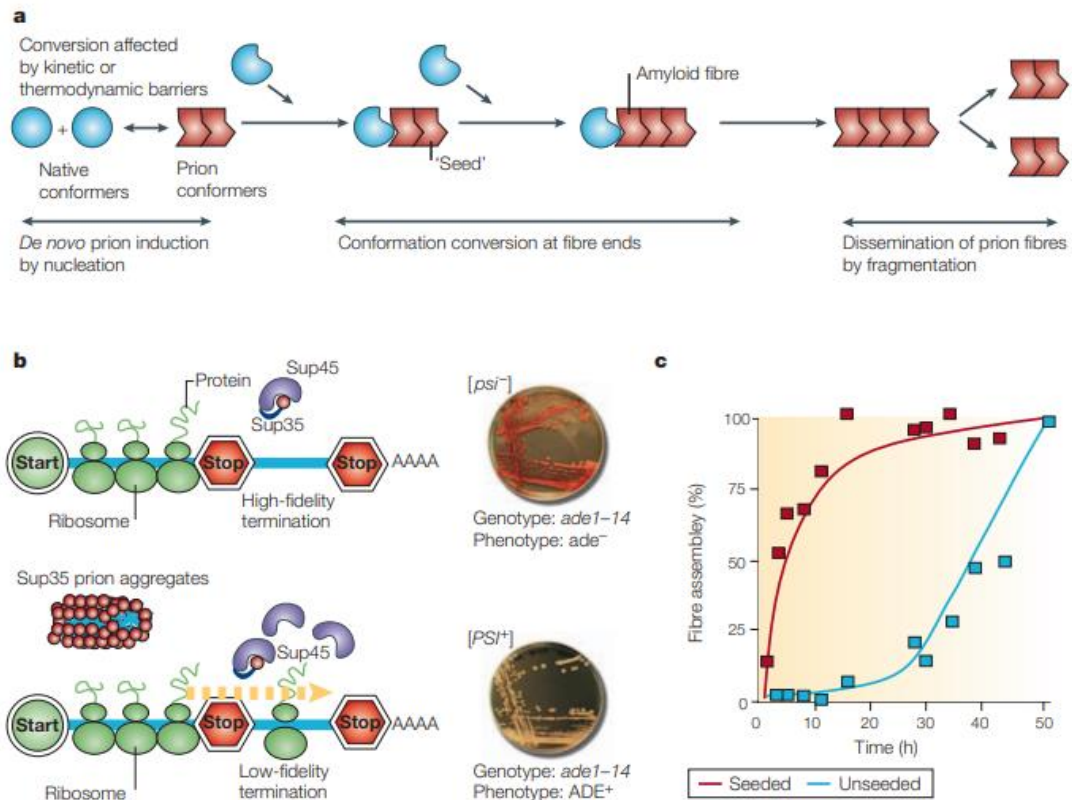 a
Conversion affected
by kinetic or
thermodynamic barriers
+
Native
conformers
Prion
conformers
'Seed'
Amyloid fibre
De novo prion induction
by nucleation
Conformation conversion at fibre ends
Dissemination of prion fibres
by fragmentation
b
Protein
Sup45
Sup35
Start
Stop
Stop
AAAA
Ribosome
High-fidelity
termination
[psi–]
Genotype: ade1–14
Phenotype: ade–
Sup35 prion aggregates
Sup45
Start
Stop
Stop
AAAA
Ribosome
Low-fidelity
termination
[PSI+]
Genotype: ade1–14
Phenotype: ADE+
c
Fibre assembley (%)
100
75
50
25
0
0 10 20 30 40 50
Time (h)
Seeded Unseeded